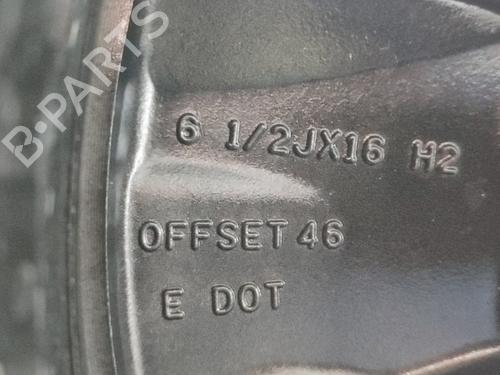 B-PARTS
6 1/2JX16 H2
OFFSET 46
E DOT